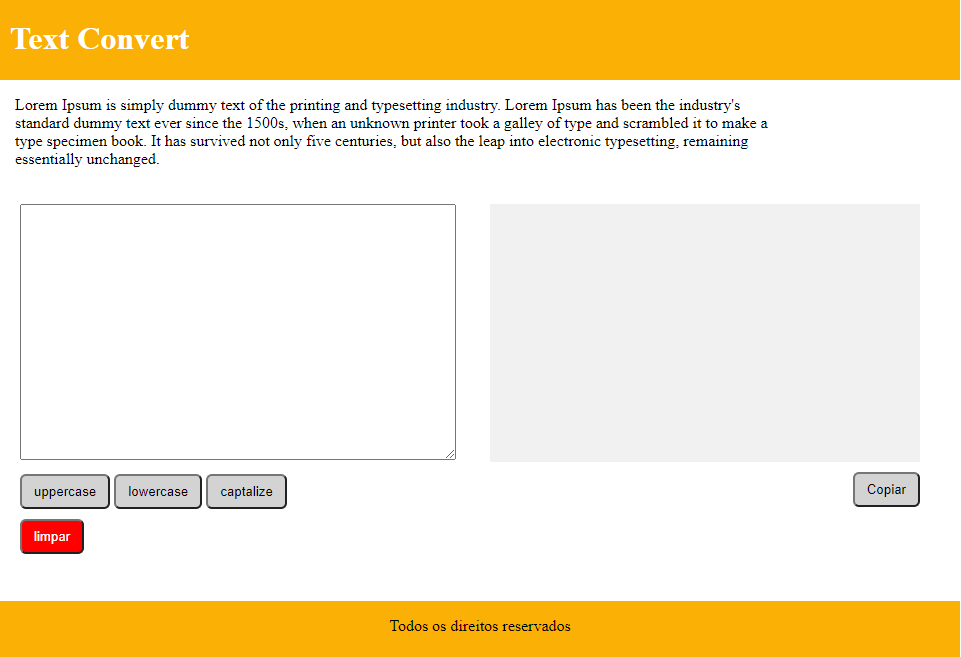 Text Convert
Lorem Ipsum is simply dummy text of the printing and typesetting industry. Lorem Ipsum has been the industry's
standard dummy text ever since the 1500s, when an unknown printer took a galley of type and scrambled it to make a
type specimen book. It has survived not only five centuries, but also the leap into electronic typesetting, remaining
essentially unchanged.
uppercase lowercase captalize Copiar
limpar
Todos os direitos reservados